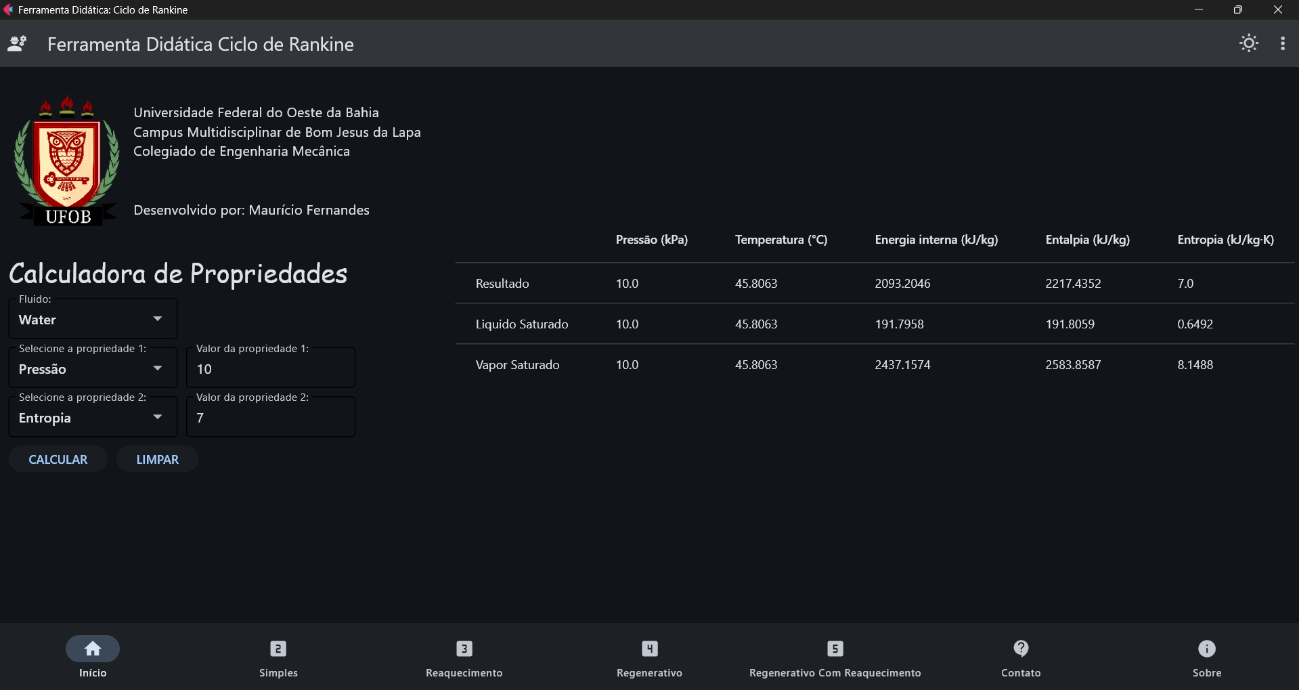 Ferramenta Didática: Ciclo de Rankine
Ferramenta Didática Ciclo de Rankine
Universidade Federal do Oeste da Bahia
Campus Multidisciplinar de Bom Jesus da Lapa
Colegiado de Engenharia Mecânica
UFOB
Desenvolvido por: Maurício Fernandes
Calculadora de Propriedades
Fluido:
Water
Selecione a propriedade 1: Valor da propriedade 1:
Pressão 10
Selecione a propriedade 2: Valor da propriedade 2:
Entropia 7
CALCULAR LIMPAR
Pressão (kPa) Temperatura (°C) Energia interna (kJ/kg) Entalpia (kJ/kg) Entropia (kJ/kg·K)
Resultado 10.0 45.8063 2093.2046 2217.4352 7.0
Liquido Saturado 10.0 45.8063 191.7958 191.8059 0.6492
Vapor Saturado 10.0 45.8063 2437.1574 2583.8587 8.1488
2 3 4 5
Início Simples Reaquecimento Regenerativo Regenerativo Com Reaquecimento Contato Sobre